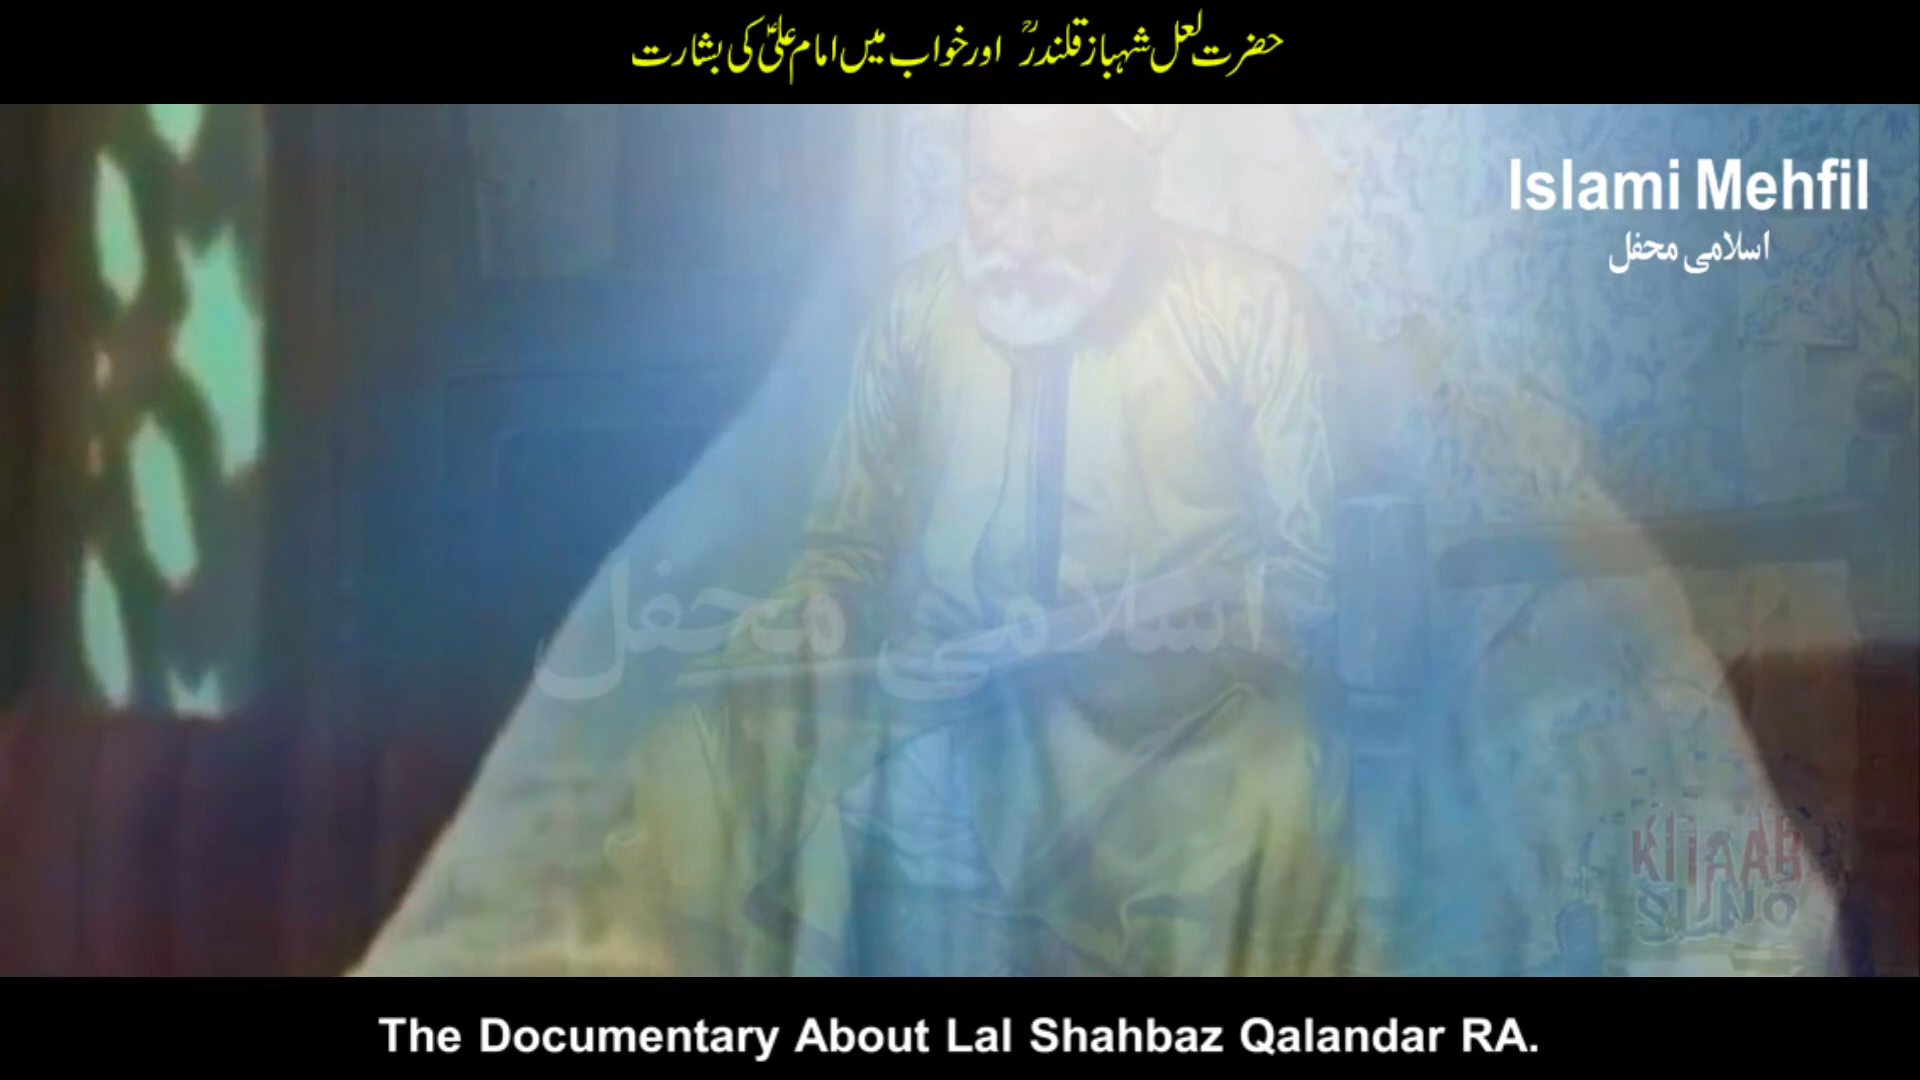 حضرت لعل شہباز قلندرؒ اور خواب میں امام علیؑ کی بشارت
Islami Mehfil
اسلامی محفل
اسلامی محفل
KITAAB
SUNO
The Documentary About Lal Shahbaz Qalandar RA.